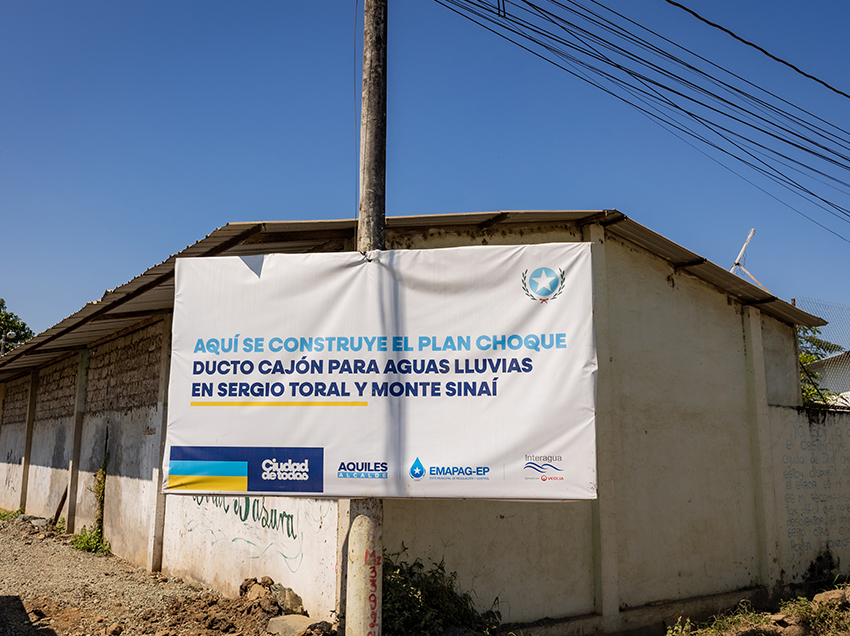 AQUÍ SE CONSTRUYE EL PLAN CHOQUE
DUCTO CAJÓN PARA AGUAS LLUVIAS
EN SERGIO TORAL Y MONTE SINAÍ
Ciudad
de todos
AQUILES
ALCALDE
EMAPAG-EP
Interagua
VEOLIA